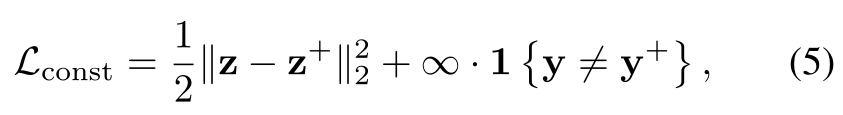 ℒ_const = 1/2 ‖𝐳 − 𝐳⁺‖₂² + ∞ · 𝟏 {𝐲 ≠ 𝐲⁺} , (5)